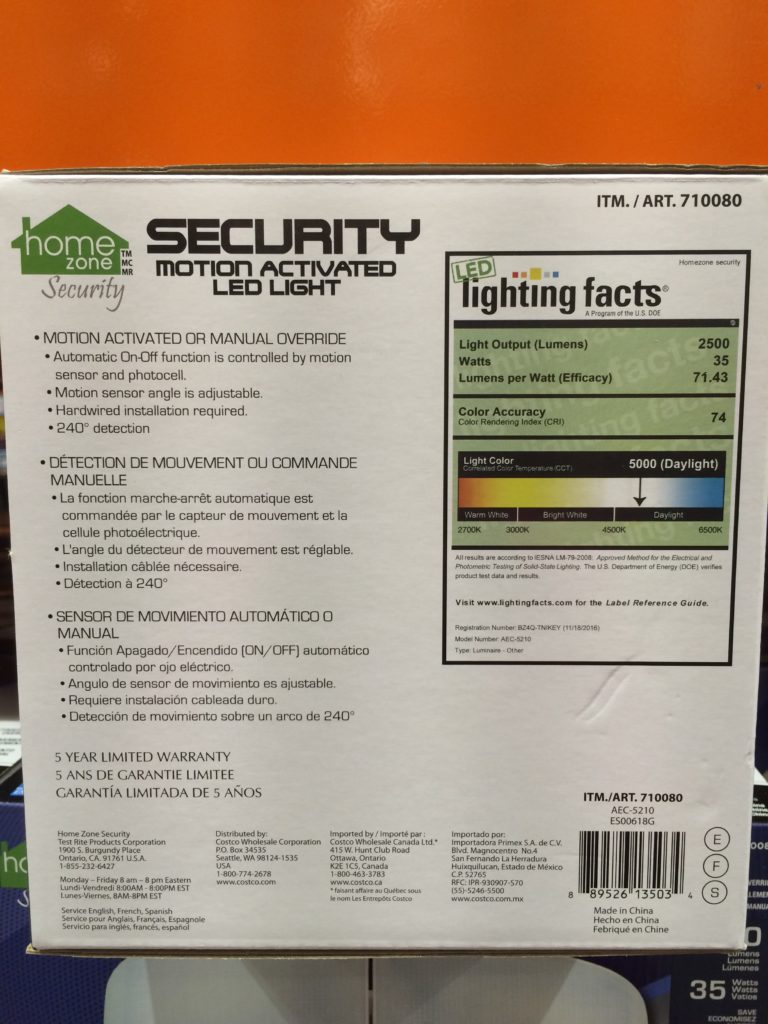 ITM. / ART. 710080
home zone
TM
MC
MR
Security
SECURITY
MOTION ACTIVATED
LED LIGHT
• MOTION ACTIVATED OR MANUAL OVERRIDE
• Automatic On-Off function is controlled by motion
sensor and photocell.
• Motion sensor angle is adjustable.
• Hardwired installation required.
• 240° detection
• DÉTECTION DE MOUVEMENT OU COMMANDE
MANUELLE
• La fonction marche-arrêt automatique est
commandée par le capteur de mouvement et la
cellule photoélectrique.
• L'angle du détecteur de mouvement est réglable.
• Installation câblée nécessaire.
• Détection à 240°
• SENSOR DE MOVIMIENTO AUTOMÁTICO O
MANUAL
• Función Apagado/Encendido (ON/OFF) automático
controlado por ojo eléctrico.
• Angulo de sensor de movimiento es ajustable.
• Requiere instalación cableada duro.
• Detección de movimiento sobre un arco de 240°
5 YEAR LIMITED WARRANTY
5 ANS DE GARANTIE LIMITEE
GARANTÍA LIMITADA DE 5 AÑOS
Homezone security
LED
lighting facts®
A Program of the U.S. DOE
Light Output (Lumens) 2500
Watts 35
Lumens per Watt (Efficacy) 71.43
Color Accuracy
Color Rendering Index (CRI) 74
Light Color
Correlated Color Temperature (CCT) 5000 (Daylight)
Warm White Bright White Daylight
2700K 3000K 4500K 6500K
All results are according to IESNA LM-79-2008: Approved Method for the Electrical and
Photometric Testing of Solid-State Lighting. The U.S. Department of Energy (DOE) verifies
product test data and results.
Visit www.lightingfacts.com for the Label Reference Guide.
Registration Number: BZ4Q-TNIKEY (11/18/2016)
Model Number: AEC-5210
Type: Luminaire - Other
Home Zone Security
Test Rite Products Corporation
1900 S. Burgundy Place
Ontario, CA. 91761 U.S.A.
1-855-232-6427
Monday – Friday 8 am – 8 pm Eastern
Lundi-Vendredi 8:00AM - 8:00PM EST
Lunes-Viernes, 8AM-8PM EST
Service English, French, Spanish
Service pour Anglais, Français, Espagnole
Servicio para inglés, francés, español
Distributed by:
Costco Wholesale Corporation
P.O. Box 34535
Seattle, WA 98124-1535
USA
1-800-774-2678
www.costco.com
Imported by / Importé par :
Costco Wholesale Canada Ltd.*
415 W. Hunt Club Road
Ottawa, Ontario
K2E 1C5, Canada
1-800-463-3783
www.costco.ca
* faisant affaire au Québec sous
le nom Les Entrepôts Costco
Importado por:
Importadora Primex S.A. de C.V.
Blvd. Magnocentro No.4
San Fernando La Herradura
Huixquilucan, Estado de México
C.P. 52765
RFC: IPR-930907-S70
(55)-5246-5500
www.costco.com.mx
ITM./ART. 710080
AEC-5210
ES00618G
8 89526 13503 4
Made in China
Hecho en China
Fabriqué en Chine
E
F
S
Lumens
Lumens
Lúmenes
35 Watts
Watts
Vatios
SAVE
ECONOMISEZ